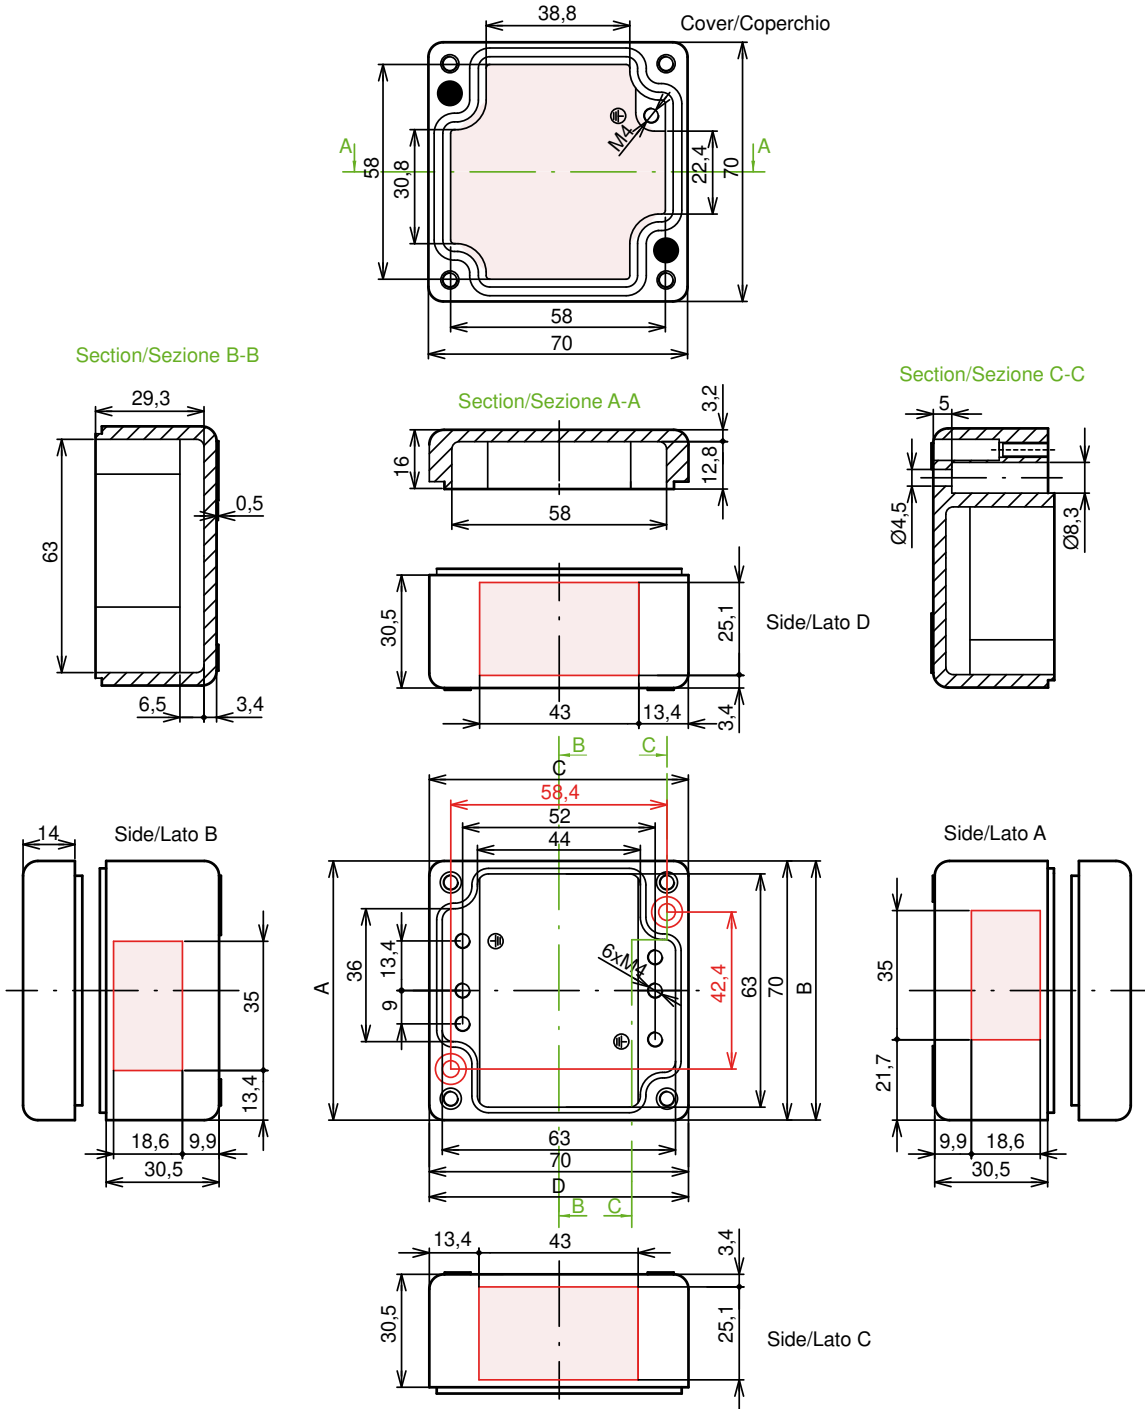 38,8
Cover/Coperchio
M4
A
A
58
30,8
22,4
70
58
70
Section/Sezione B-B
29,3
63
0,5
6,5
3,4
Section/Sezione A-A
3,2
16
12,8
58
Section/Sezione C-C
5
Ø4,5
Ø8,3
30,5
25,1
Side/Lato D
43
13,4
3,4
B
C
C
58,4
52
44
14
Side/Lato B
35
13,4
18,6
9,9
30,5
A
36
13,4
9
6xM4
42,4
63
70
B
63
70
D
B
C
Side/Lato A
35
21,7
9,9
18,6
30,5
13,4
43
3,4
30,5
25,1
Side/Lato C